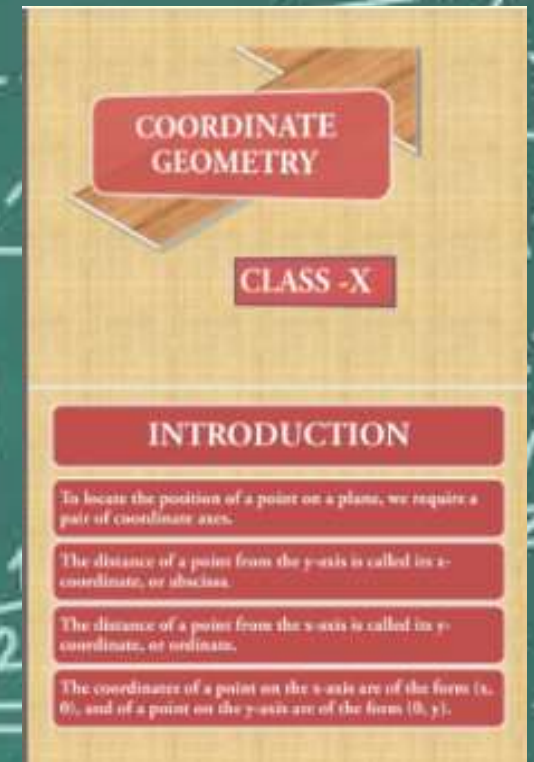 COORDINATE
GEOMETRY
CLASS -X
INTRODUCTION
To locate the position of a point on a plane, we require a
pair of coordinate axes.
The distance of a point from the y-axis is called its x-
coordinate, or abscissa.
The distance of a point from the x-axis is called its y-
coordinate, or ordinate.
The coordinates of a point on the x-axis are of the form (x,
0), and of a point on the y-axis are of the form (0, y).
2